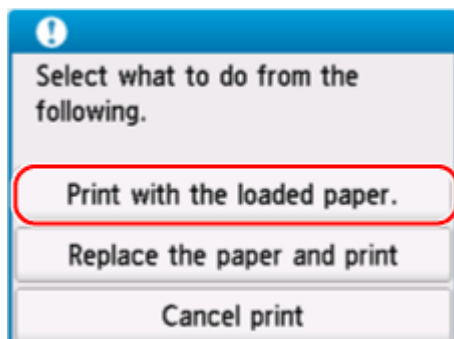 Select what to do from the
following.
Print with the loaded paper.
Replace the paper and print
Cancel print